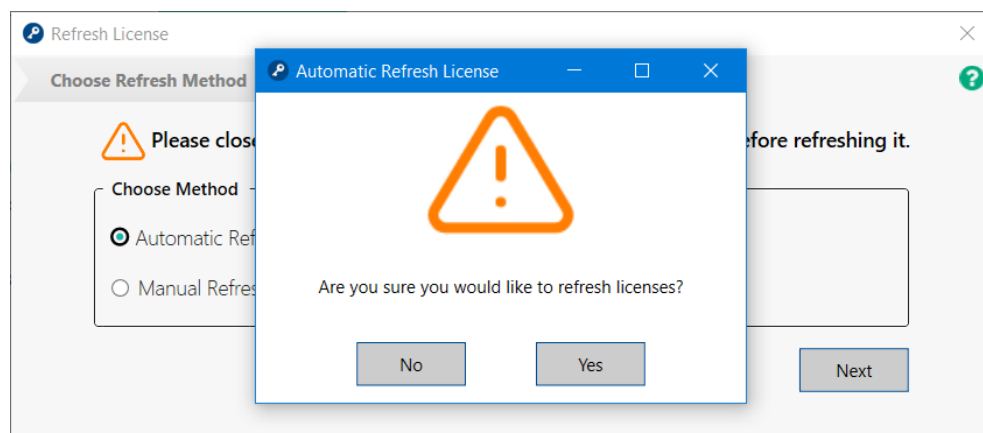 Refresh License
Automatic Refresh License
Choose Refresh Method
Please close
efore refreshing it.
Choose Method
Automatic Ref
Manual Refres
Are you sure you would like to refresh licenses?
No
Yes
Next